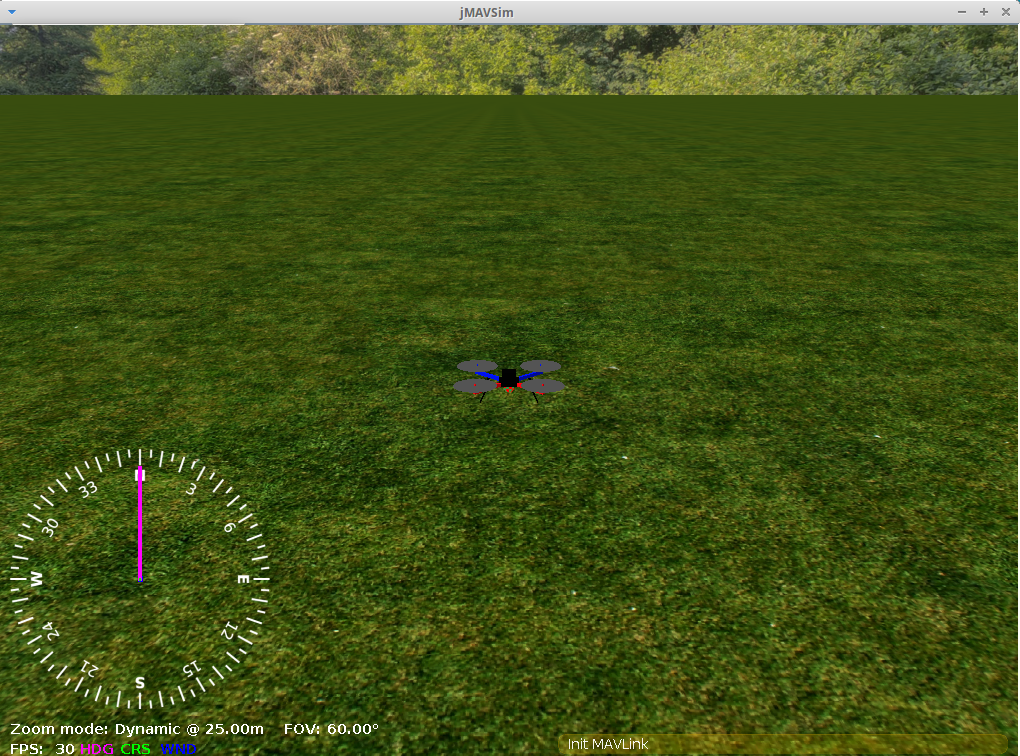 jMAVSim
33
3
30
6
W
E
24
12
21
15
S
Zoom mode: Dynamic @ 25.00m FOV: 60.00°
FPS: 30 HDG CRS WND
Init MAVLink